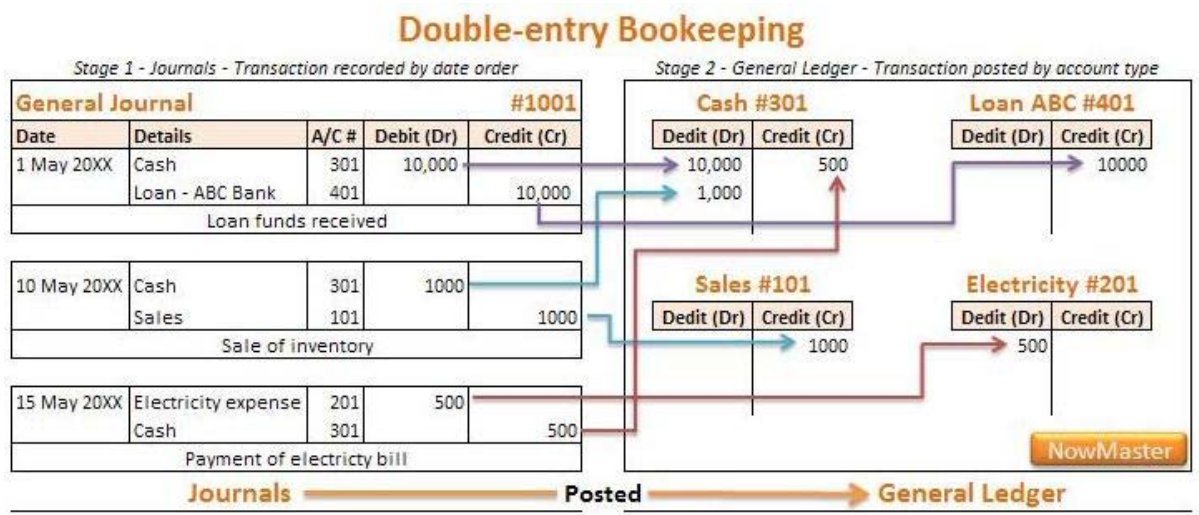 Double-entry Bookeeping
Stage 1 - Journals - Transaction recorded by date order
General Journal #1001
Date Details A/C # Debit (Dr) Credit (Cr)
1 May 20XX Cash 301 10,000
Loan - ABC Bank 401 10,000
Loan funds received
10 May 20XX Cash 301 1000
Sales 101 1000
Sale of inventory
15 May 20XX Electricity expense 201 500
Cash 301 500
Payment of electricty bill
Stage 2 - General Ledger - Transaction posted by account type
Cash #301 Loan ABC #401
Dedit (Dr) Credit (Cr) Dedit (Dr) Credit (Cr)
10,000 500 10000
1,000
Sales #101 Electricity #201
Dedit (Dr) Credit (Cr) Dedit (Dr) Credit (Cr)
1000 500
NowMaster
Journals Posted General Ledger